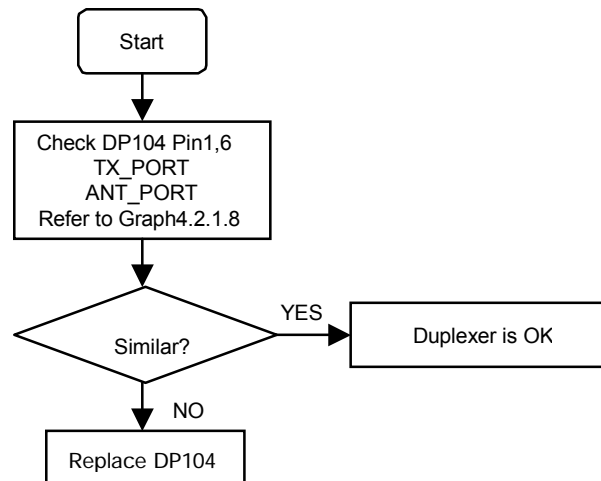 Start
Check DP104 Pin1,6
TX_PORT
ANT_PORT
Refer to Graph4.2.1.8
YES
Similar?
Duplexer is OK
NO
Replace DP104